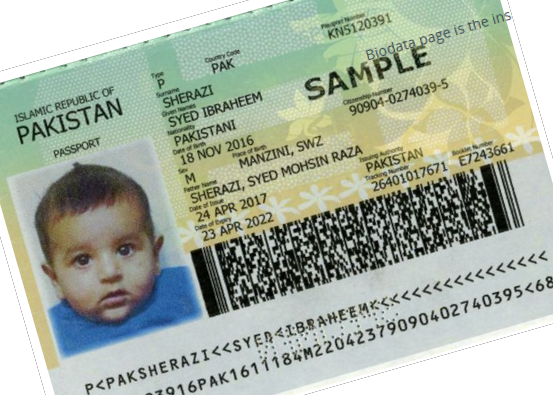 Biodata page is the ins
ISLAMIC REPUBLIC OF
PAKISTAN
PASSPORT
Type
P
Country Code
PAK
Passport Number
KN5120391
SAMPLE
Surname
SHERAZI
Given Names
SYED IBRAHEEM
Nationality
PAKISTANI
Citizenship Number
90904-0274039-5
Date of Birth
18 NOV 2016
Sex
M
Place of Birth
MANZINI, SWZ
Father Name
SHERAZI, SYED MOHSIN RAZA
Date of Issue
24 APR 2017
Issuing Authority
PAKISTAN
Date of Expiry
23 APR 2022
Tracking Number
26401017671
Booklet Number
E7243661
P<PAKSHERAZI<<SYED<IBRAHEEM<<<<<<<<<<<<<<<<<
3916PAK1611184M22042379090402740395<68